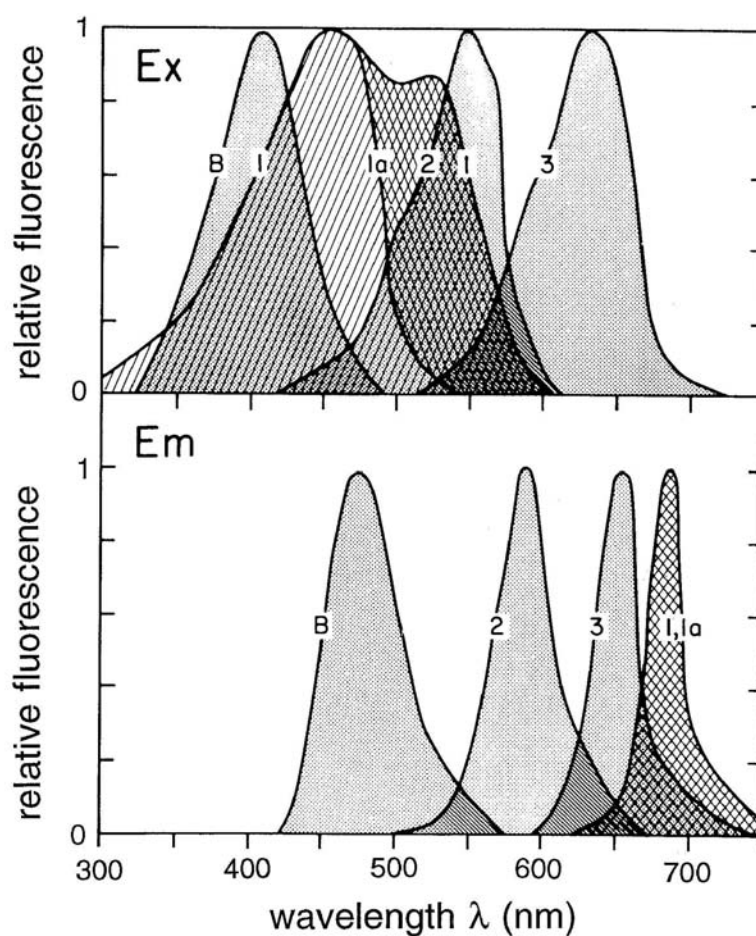 1
Ex
relative fluorescence
B 1 1a 2 1 3
0
Em
1
relative fluorescence
B 2 3 1,1a
0
300 400 500 600 700
wavelength λ (nm)